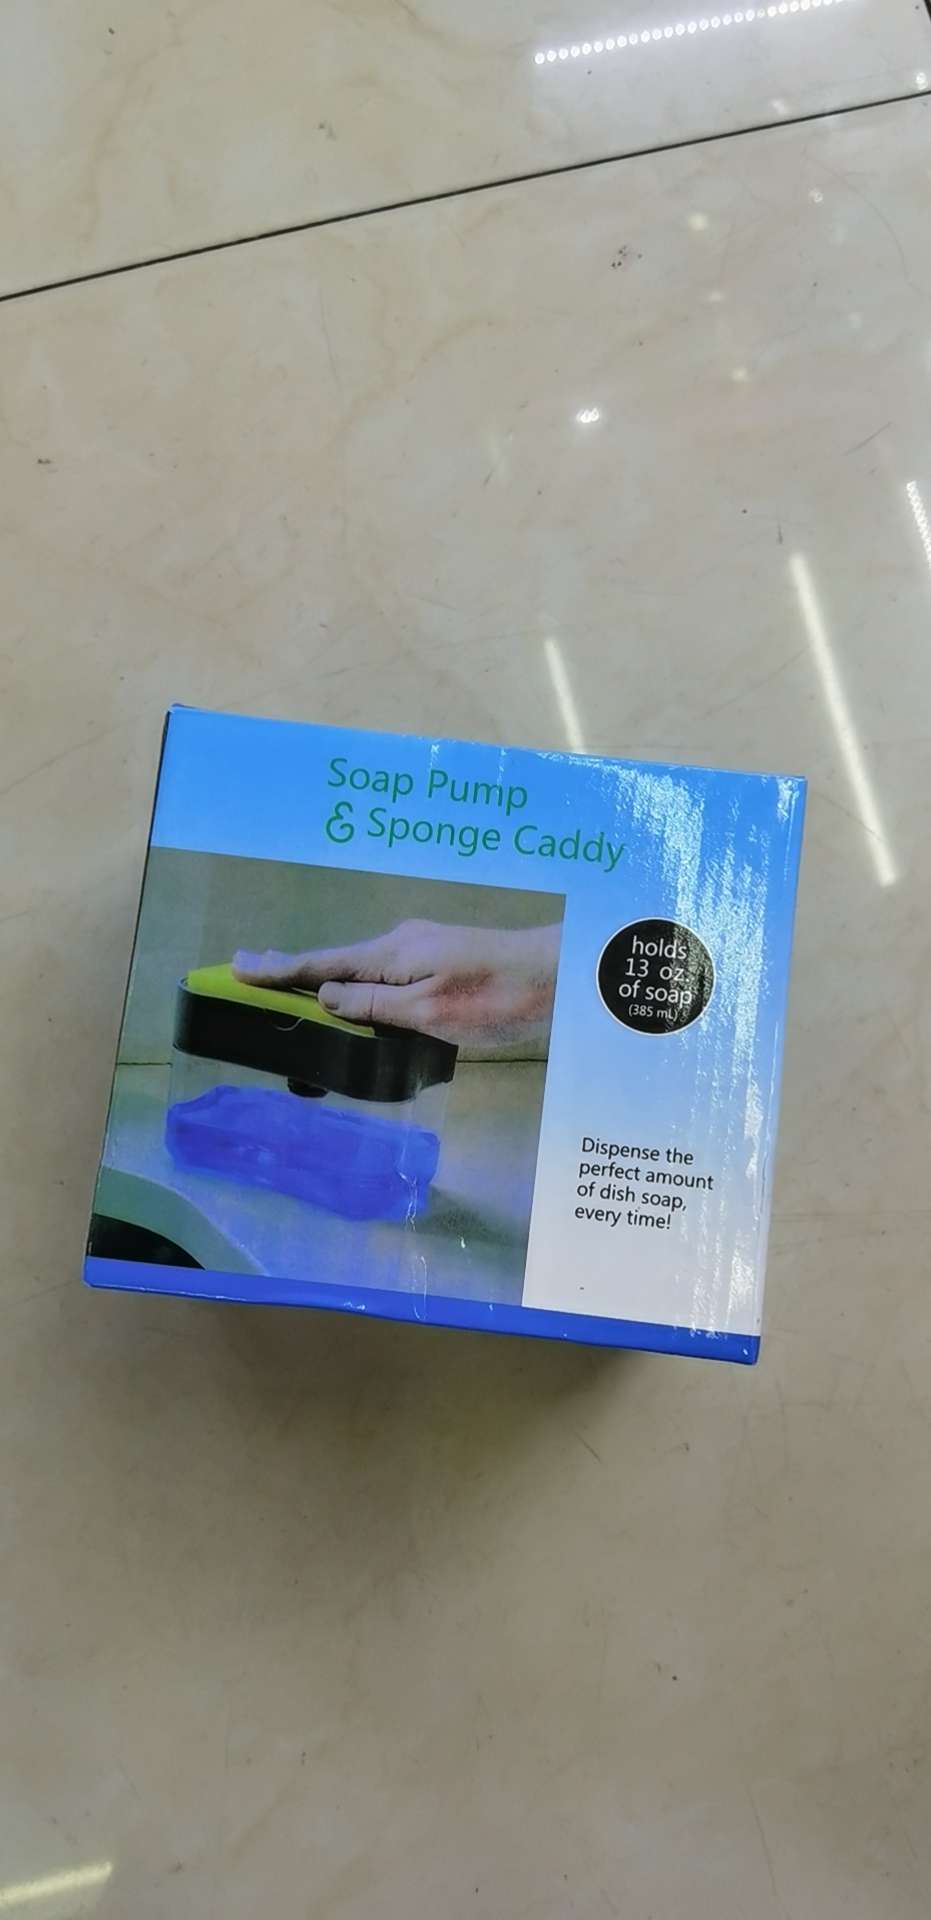 Soap Pump
& Sponge Caddy
holds
13 oz.
of soap
(385 mL)
Dispense the
perfect amount
of dish soap,
every time!